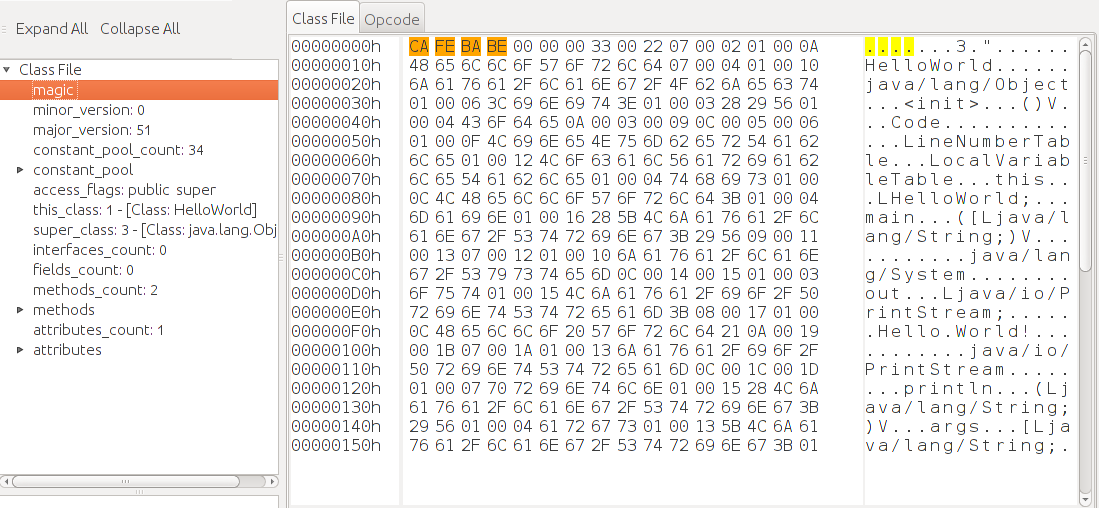 Expand All Collapse All
Class File
magic
minor_version: 0
major_version: 51
constant_pool_count: 34
constant_pool
access_flags: public super
this_class: 1 - [Class: HelloWorld]
super_class: 3 - [Class: java.lang.Obj
interfaces_count: 0
fields_count: 0
methods_count: 2
methods
attributes_count: 1
attributes
Class File Opcode
00000000h CA FE BA BE 00 00 00 33 00 22 07 00 02 01 00 0A .......3."......
00000010h 48 65 6C 6C 6F 57 6F 72 6C 64 07 00 04 01 00 10 HelloWorld......
00000020h 6A 61 76 61 2F 6C 61 6E 67 2F 4F 62 6A 65 63 74 java/lang/Object
00000030h 01 00 06 3C 69 6E 69 74 3E 01 00 03 28 29 56 01 ...<init>...()V.
00000040h 00 04 43 6F 64 65 0A 00 03 00 09 0C 00 05 00 06 ..Code..........
00000050h 01 00 0F 4C 69 6E 65 4E 75 6D 62 65 72 54 61 62 ...LineNumberTab
00000060h 6C 65 01 00 12 4C 6F 63 61 6C 56 61 72 69 61 62 le...LocalVariab
00000070h 6C 65 54 61 62 6C 65 01 00 04 74 68 69 73 01 00 leTable...this..
00000080h 0C 4C 48 65 6C 6C 6F 57 6F 72 6C 64 3B 01 00 04 .LHelloWorld;...
00000090h 6D 61 69 6E 01 00 16 28 5B 4C 6A 61 76 61 2F 6C main...([Ljava/l
000000A0h 61 6E 67 2F 53 74 72 69 6E 67 3B 29 56 09 00 11 ang/String;)V...
000000B0h 00 13 07 00 12 01 00 10 6A 61 76 61 2F 6C 61 6E ........java/lan
000000C0h 67 2F 53 79 73 74 65 6D 0C 00 14 00 15 01 00 03 g/System........
000000D0h 6F 75 74 01 00 15 4C 6A 61 76 61 2F 69 6F 2F 50 out...Ljava/io/P
000000E0h 72 69 6E 74 53 74 72 65 61 6D 3B 08 00 17 01 00 rintStream;.....
000000F0h 0C 48 65 6C 6C 6F 20 57 6F 72 6C 64 21 0A 00 19 .Hello.World!...
00000100h 00 1B 07 00 1A 01 00 13 6A 61 76 61 2F 69 6F 2F ........java/io/
00000110h 50 72 69 6E 74 53 74 72 65 61 6D 0C 00 1C 00 1D PrintStream.....
00000120h 01 00 07 70 72 69 6E 74 6C 6E 01 00 15 28 4C 6A ...println...(Lj
00000130h 61 76 61 2F 6C 61 6E 67 2F 53 74 72 69 6E 67 3B ava/lang/String;
00000140h 29 56 01 00 04 61 72 67 73 01 00 13 5B 4C 6A 61 )V...args...[Lja
00000150h 76 61 2F 6C 61 6E 67 2F 53 74 72 69 6E 67 3B 01 va/lang/String;.